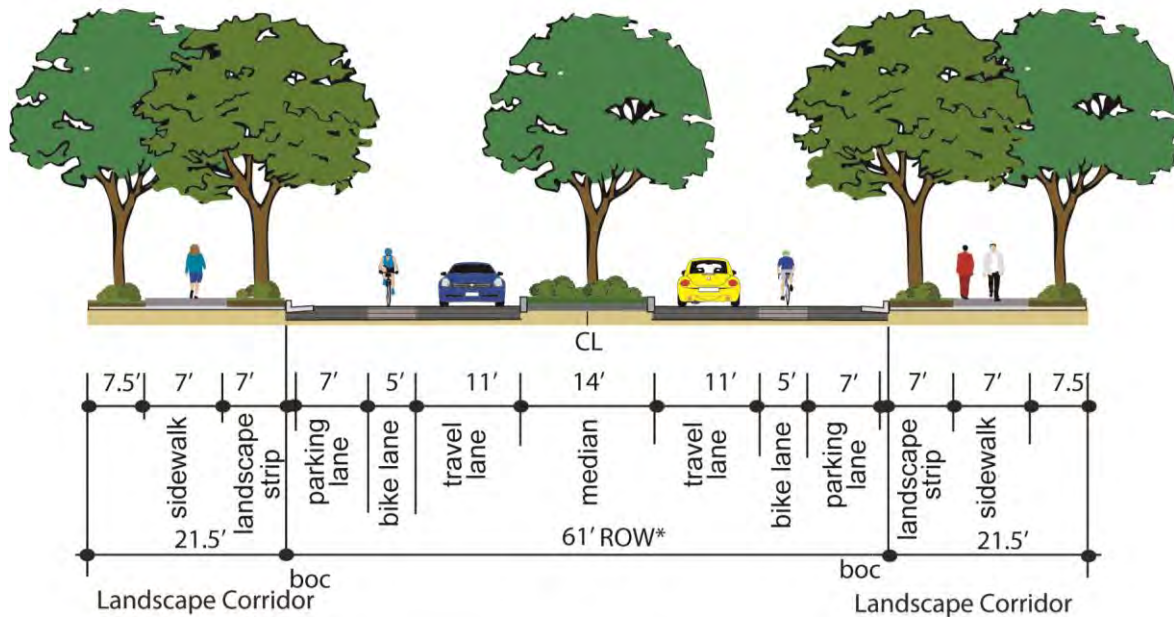 CL
7.5’ 7’ 7’ 7’ 5’ 11’ 14’ 11’ 5’ 7’ 7’ 7’ 7.5’
sidewalk
landscape
strip
parking
lane
bike lane
travel
lane
median
travel
lane
bike lane
parking
lane
landscape
strip
sidewalk
21.5’ 61’ ROW* 21.5’
boc boc
Landscape Corridor Landscape Corridor